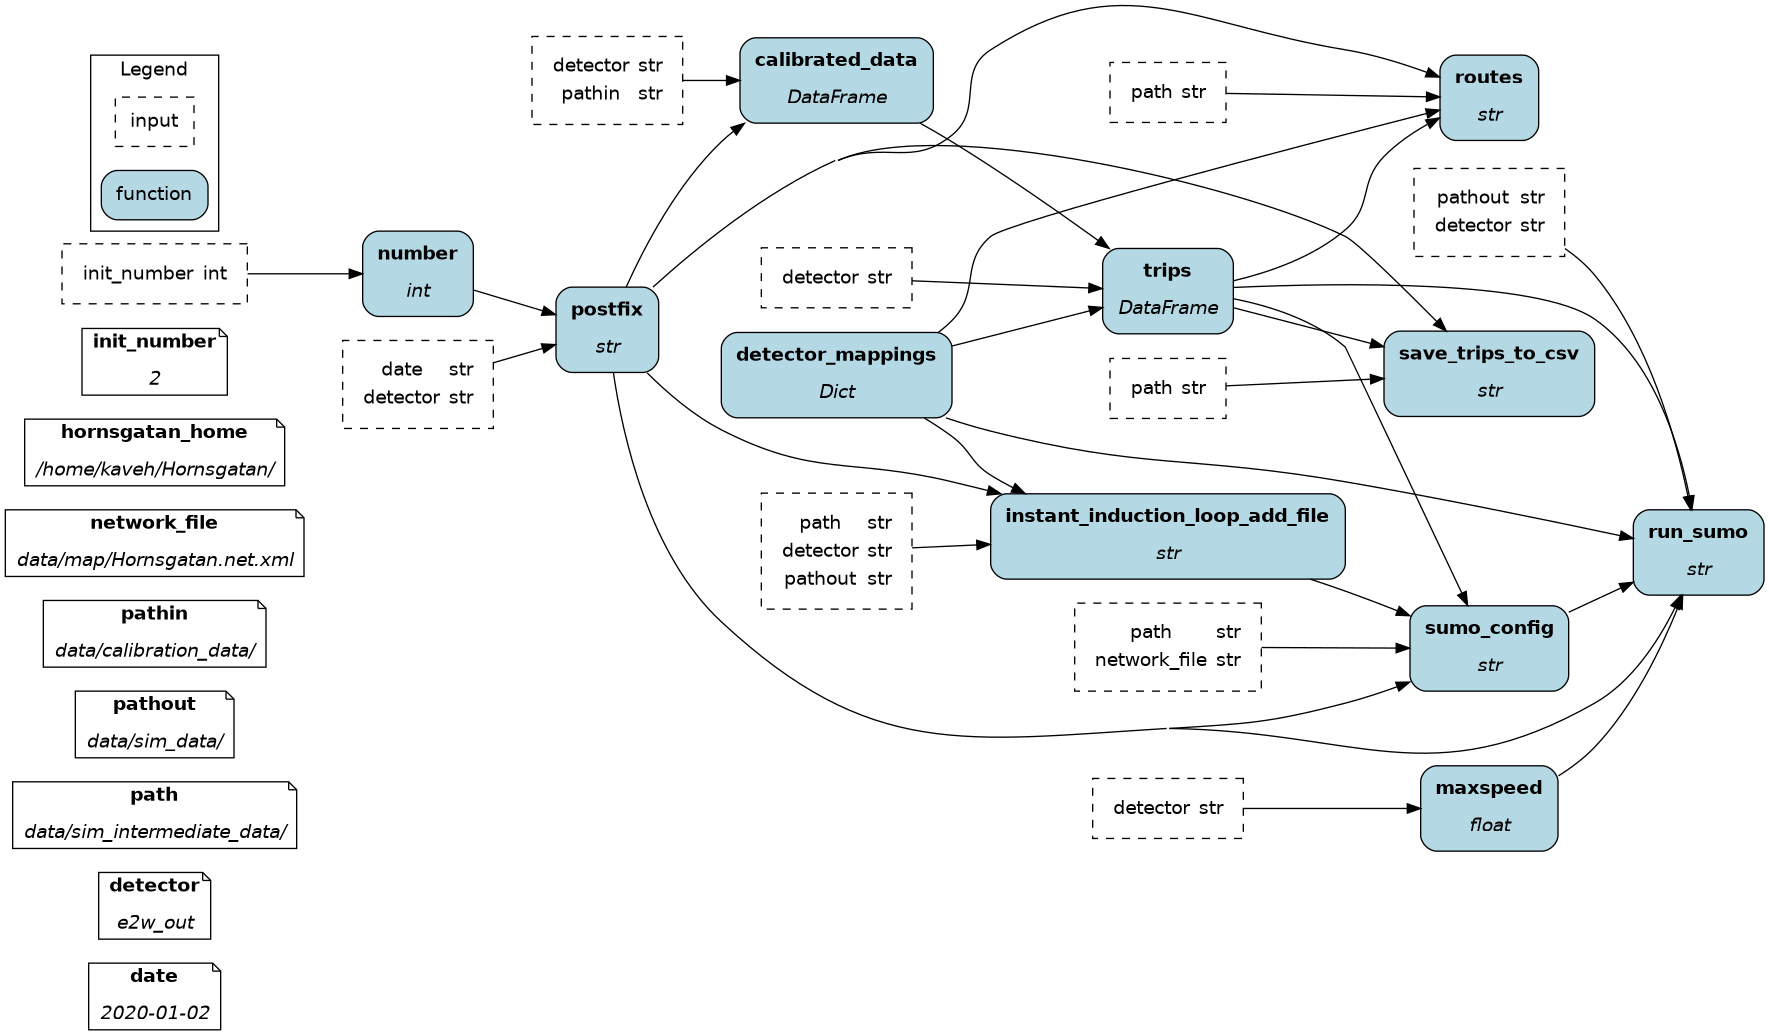 Legend
input
function
init_number int
init_number
2
hornsgatan_home
/home/kaveh/Hornsgatan/
network_file
data/map/Hornsgatan.net.xml
pathin
data/calibration_data/
pathout
data/sim_data/
path
data/sim_intermediate_data/
detector
e2w_out
date
2020-01-02
number
int
date str
detector str
postfix
str
detector str
pathin str
calibrated_data
DataFrame
detector str
detector_mappings
Dict
path str
detector str
pathout str
path str
trips
DataFrame
path str
instant_induction_loop_add_file
str
path str
network_file str
detector str
routes
str
pathout str
detector str
save_trips_to_csv
str
sumo_config
str
maxspeed
float
run_sumo
str